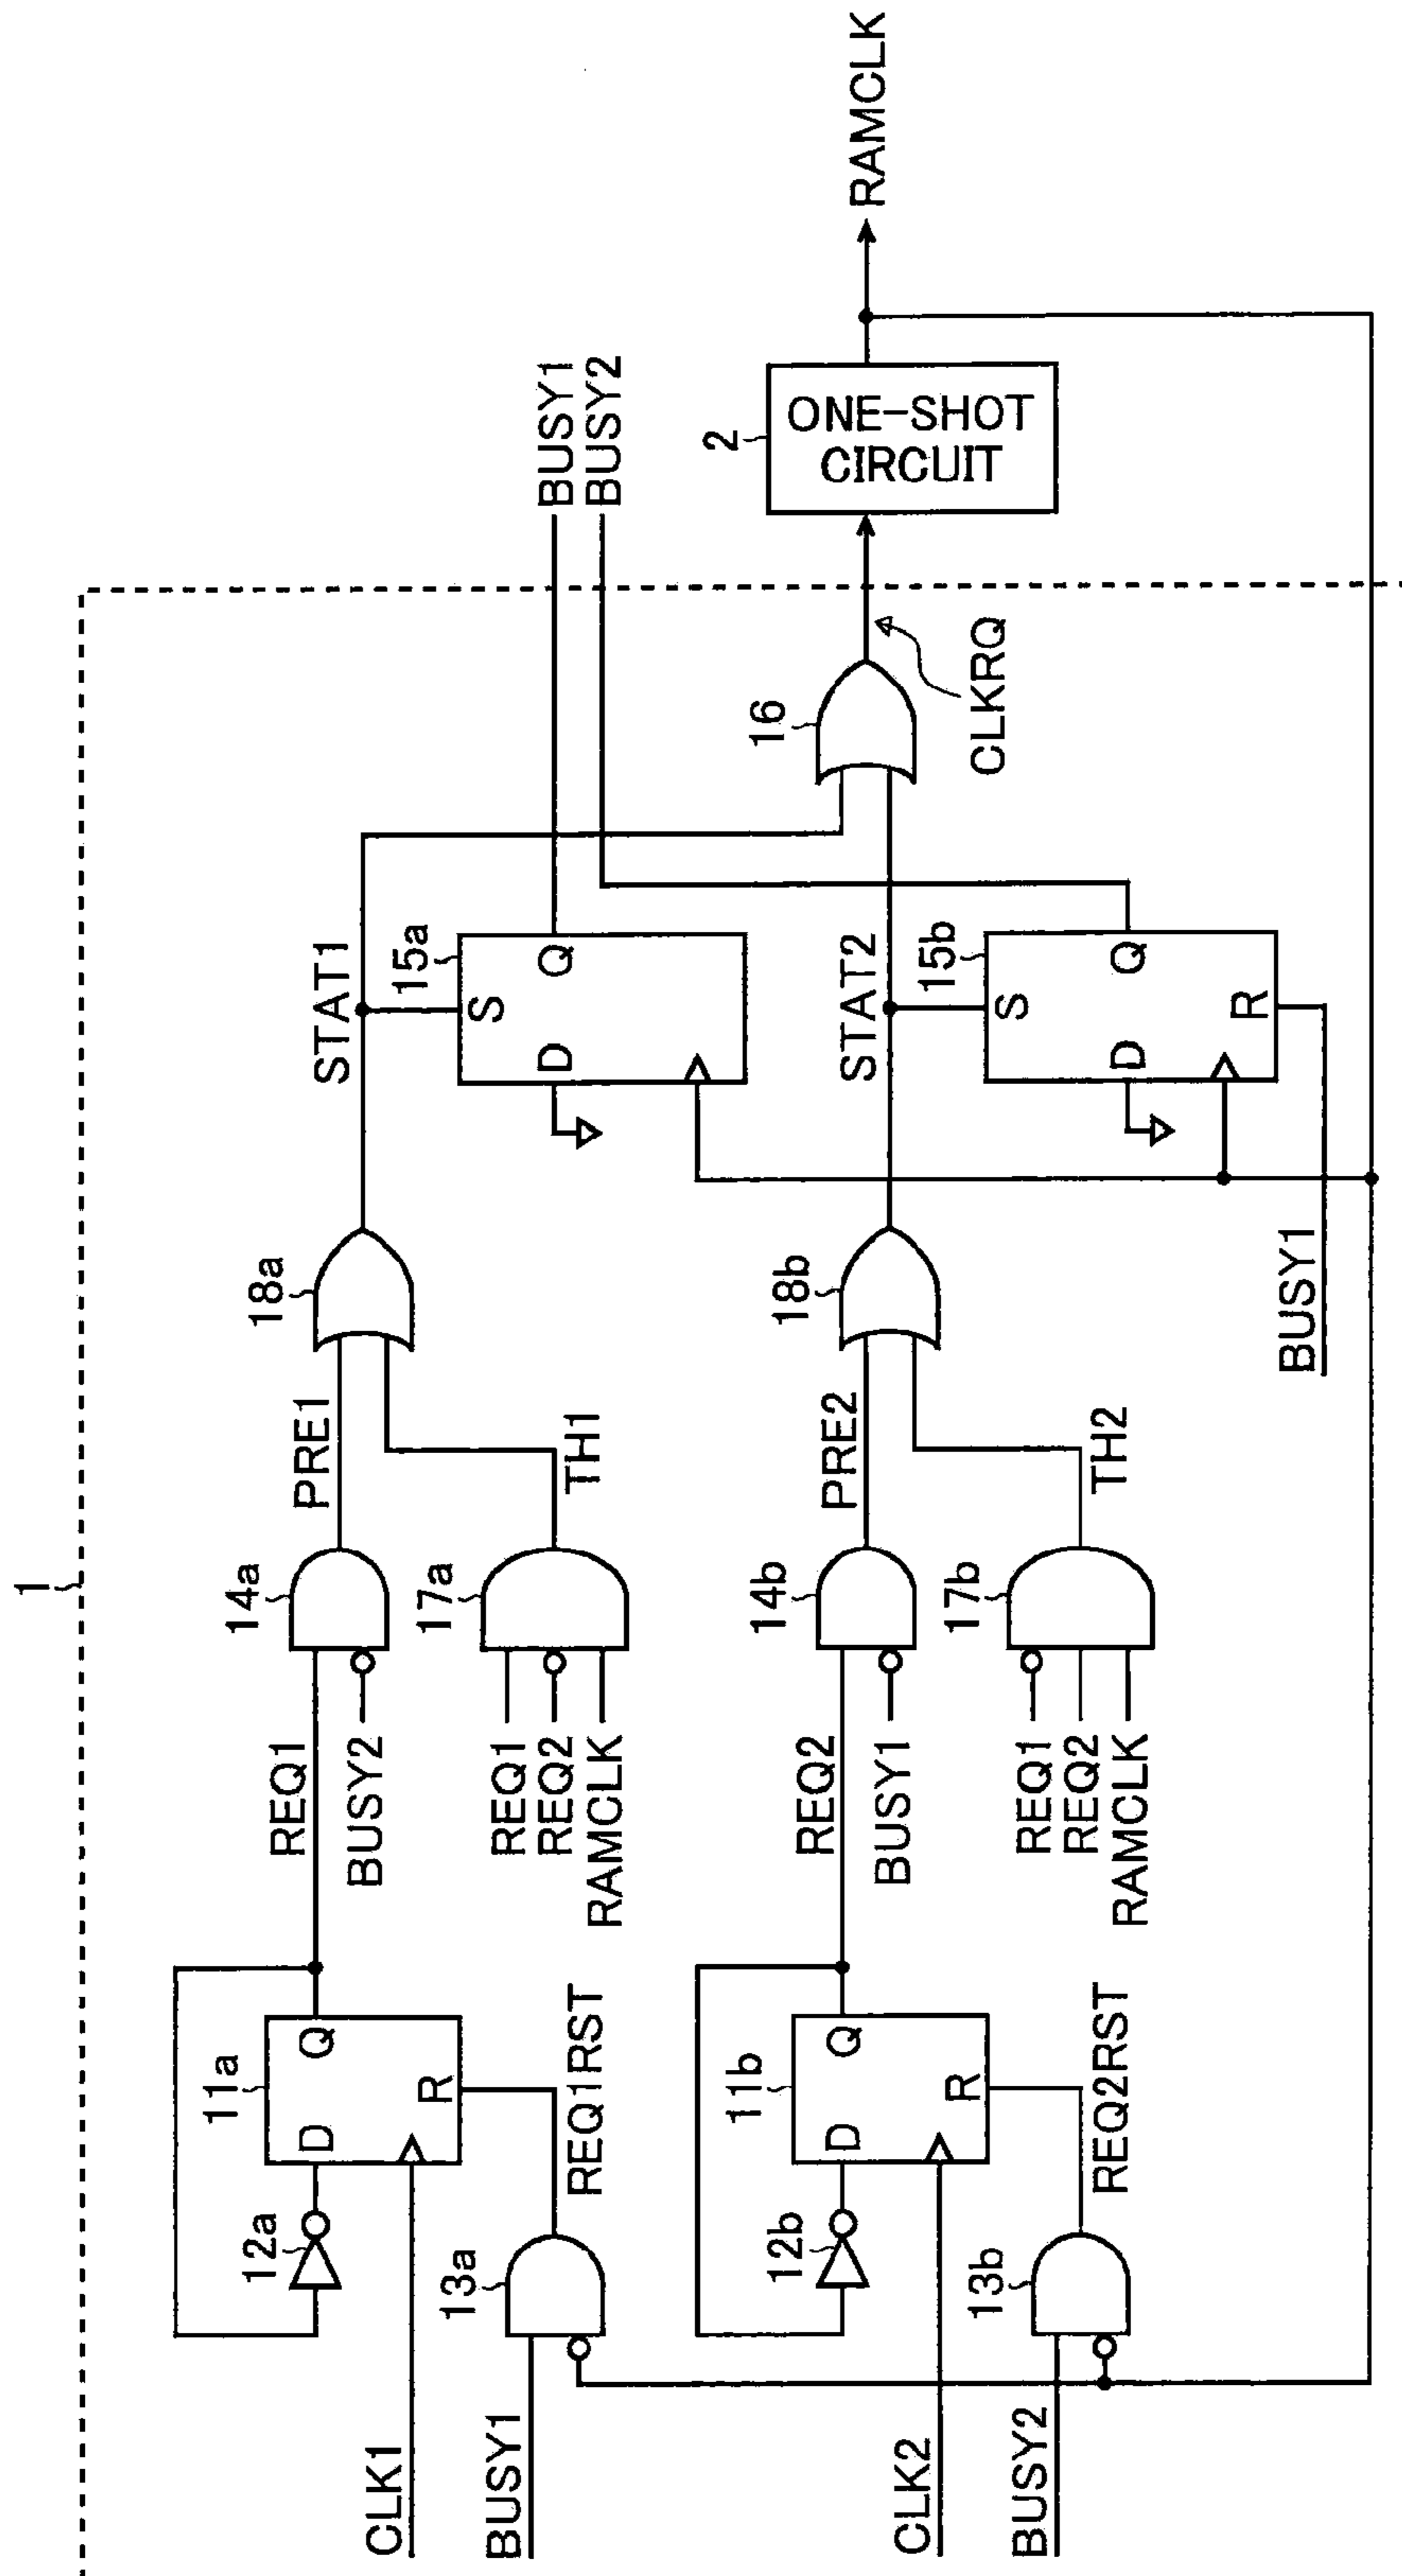 1
CLK1
BUSY1
12a
13a
11a
D
Q
R
REQ1RST
REQ1
BUSY2
REQ1
REQ2
RAMCLK
14a
17a
PRE1
TH1
18a
STAT1
15a
S
D
Q
BUSY1
BUSY2
CLK2
BUSY2
12b
13b
11b
D
Q
R
REQ2RST
REQ2
BUSY1
REQ1
REQ2
RAMCLK
14b
17b
PRE2
TH2
18b
STAT2
15b
S
D
Q
R
BUSY1
16
CLKRQ
2
ONE-SHOT
CIRCUIT
RAMCLK